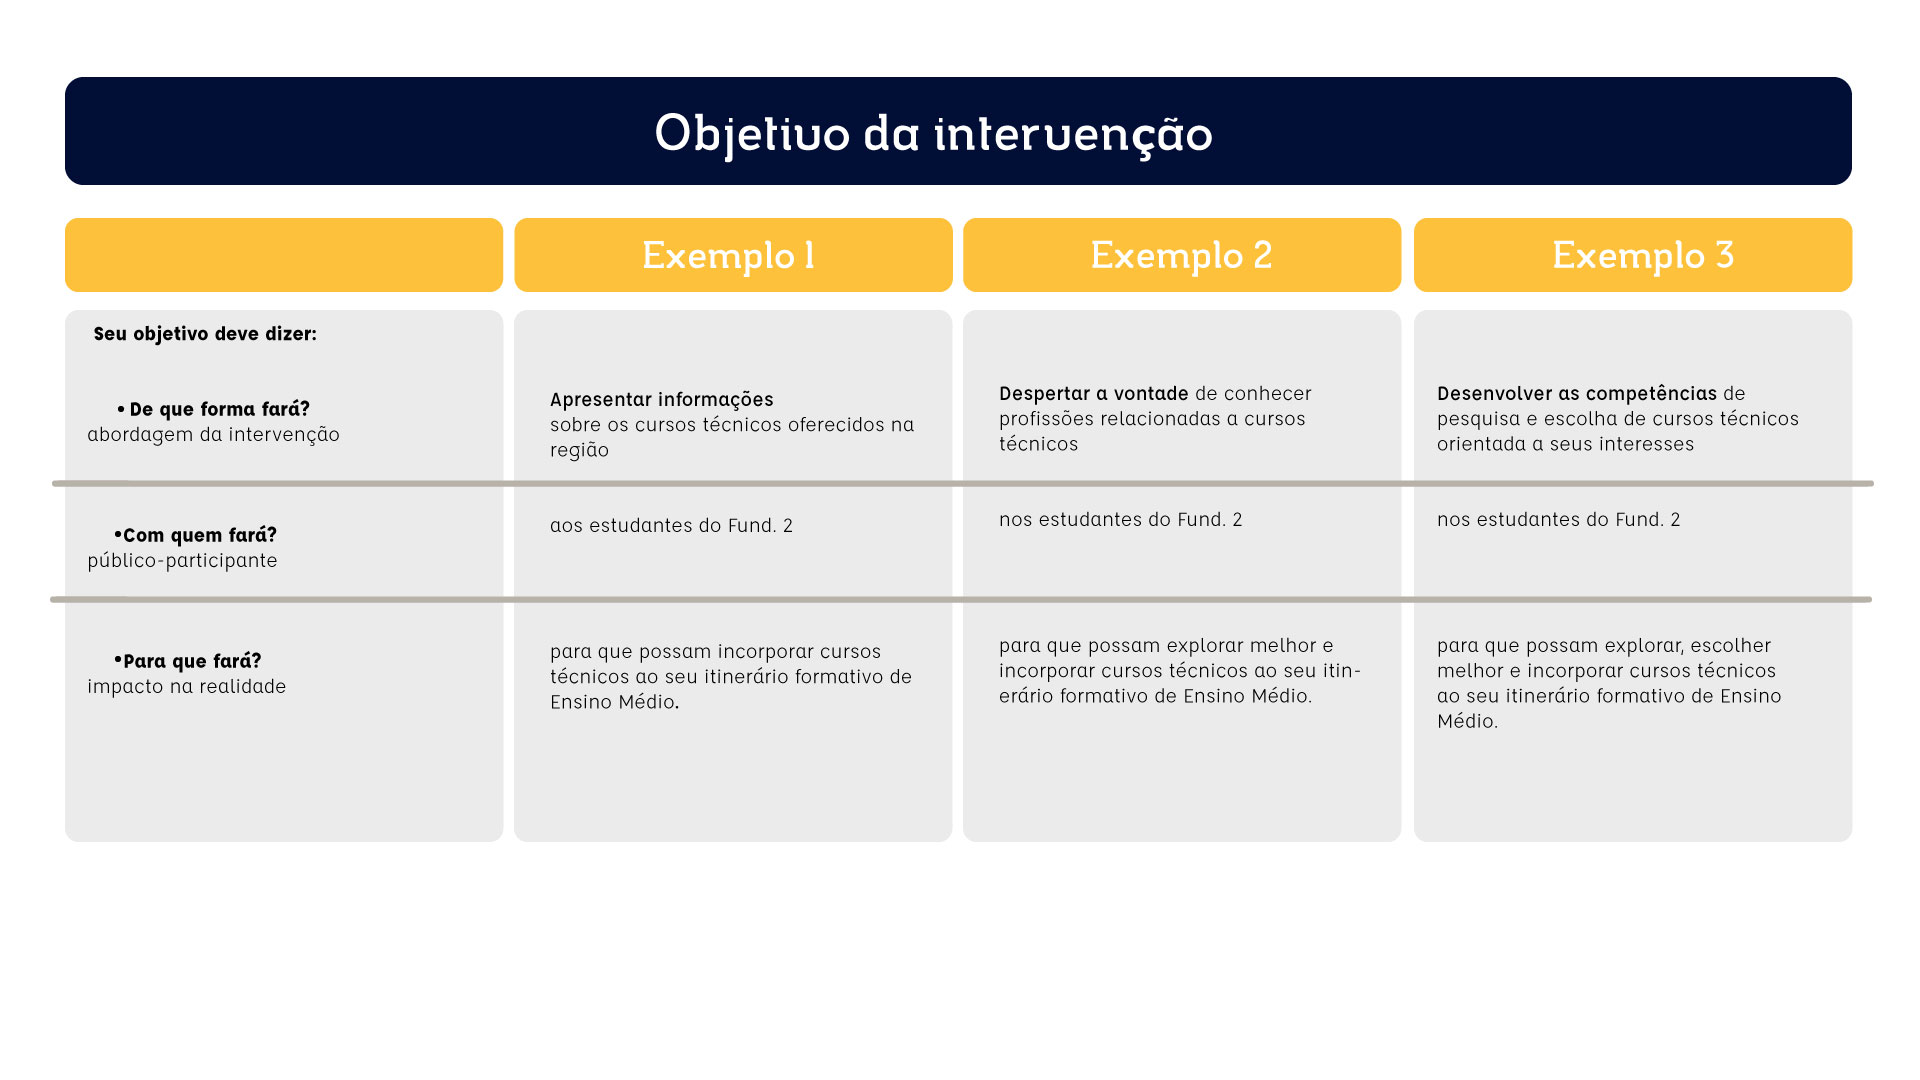 Objetivo da intervenção
Exemplo 1
Exemplo 2
Exemplo 3
Seu objetivo deve dizer:
• De que forma fará?
abordagem da intervenção
Apresentar informações
sobre os cursos técnicos oferecidos na
região
Despertar a vontade de conhecer
profissões relacionadas a cursos
técnicos
Desenvolver as competências de
pesquisa e escolha de cursos técnicos
orientada a seus interesses
•Com quem fará?
público-participante
aos estudantes do Fund. 2
nos estudantes do Fund. 2
nos estudantes do Fund. 2
•Para que fará?
impacto na realidade
para que possam incorporar cursos
técnicos ao seu itinerário formativo de
Ensino Médio.
para que possam explorar melhor e
incorporar cursos técnicos ao seu itin-
erário formativo de Ensino Médio.
para que possam explorar, escolher
melhor e incorporar cursos técnicos
ao seu itinerário formativo de Ensino
Médio.